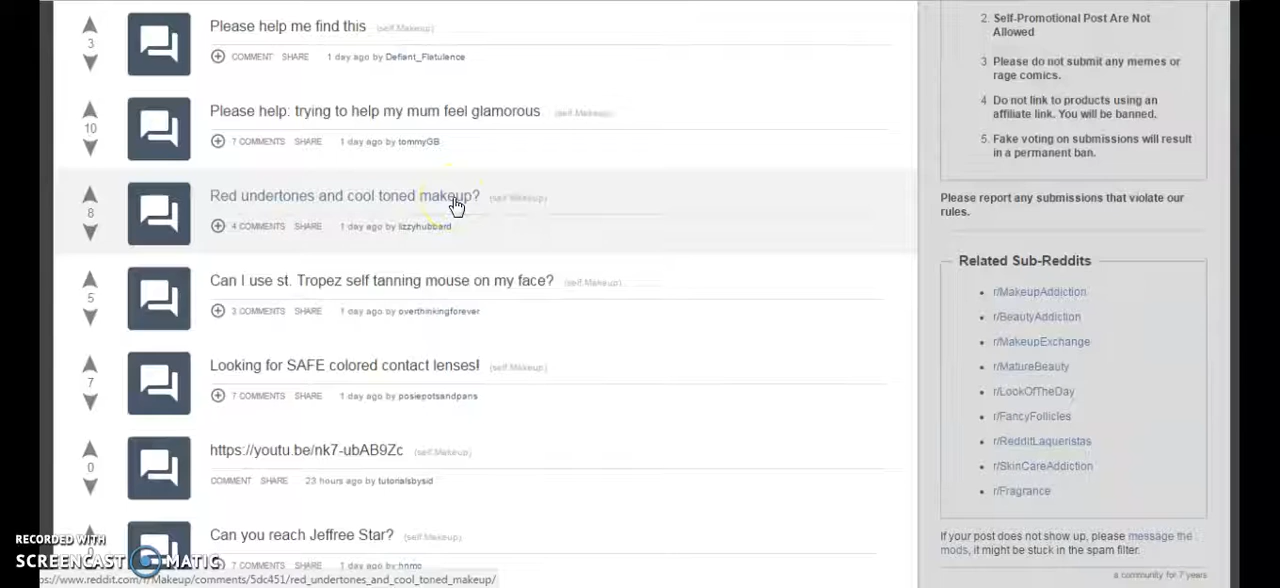 Please help me find this (self.Makeup)
3
COMMENT SHARE 1 day ago by Defiant_Flatulence
Please help: trying to help my mum feel glamorous (self.Makeup)
10
7 COMMENTS SHARE 1 day ago by tommyGB
Red undertones and cool toned makeup? (self.Makeup)
8
4 COMMENTS SHARE 1 day ago by lizzyhubbard
Can I use st. Tropez self tanning mouse on my face? (self.Makeup)
5
3 COMMENTS SHARE 1 day ago by overthinkingforever
Looking for SAFE colored contact lenses! (self.Makeup)
7
7 COMMENTS SHARE 1 day ago by posiepotsandpans
https://youtu.be/nk7-ubAB9Zc (self.Makeup)
0
COMMENT SHARE 23 hours ago by tutorialsbysid
Can you reach Jeffree Star? (self.Makeup)
0
7 COMMENTS SHARE 1 day ago by hnmc
2. Self-Promotional Post Are Not
Allowed
3. Please do not submit any memes or
rage comics.
4. Do not link to products using an
affiliate link. You will be banned.
5. Fake voting on submissions will result
in a permanent ban.
Please report any submissions that violate our
rules.
Related Sub-Reddits
r/MakeupAddiction
r/BeautyAddiction
r/MakeupExchange
r/MatureBeauty
r/LookOfTheDay
r/FancyFollicles
r/RedditLaqueristas
r/SkinCareAddiction
r/Fragrance
If your post does not show up, please message the
mods, it might be stuck in the spam filter.
a community for 7 years
RECORDED WITH
SCREENCAST MATIC
ps://www.reddit.com/r/Makeup/comments/5dc451/red_undertones_and_cool_toned_makeup/